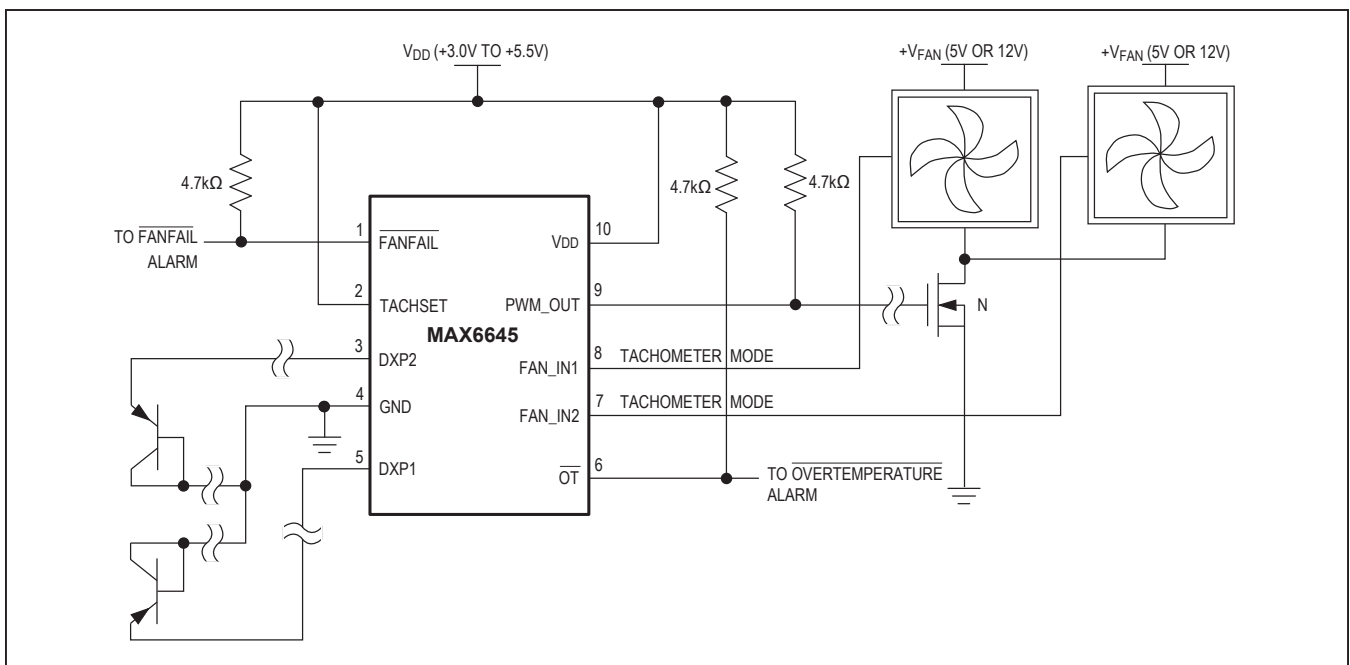 VDD (+3.0V TO +5.5V)
+VFAN (5V OR 12V)
+VFAN (5V OR 12V)
4.7kΩ
4.7kΩ
4.7kΩ
TO FANFAIL
ALARM
1
FANFAIL
VDD
10
2
TACHSET
PWM_OUT
9
N
MAX6645
3
DXP2
FAN_IN1
8
TACHOMETER MODE
4
GND
FAN_IN2
7
TACHOMETER MODE
5
DXP1
OT
6
TO OVERTEMPERATURE
ALARM